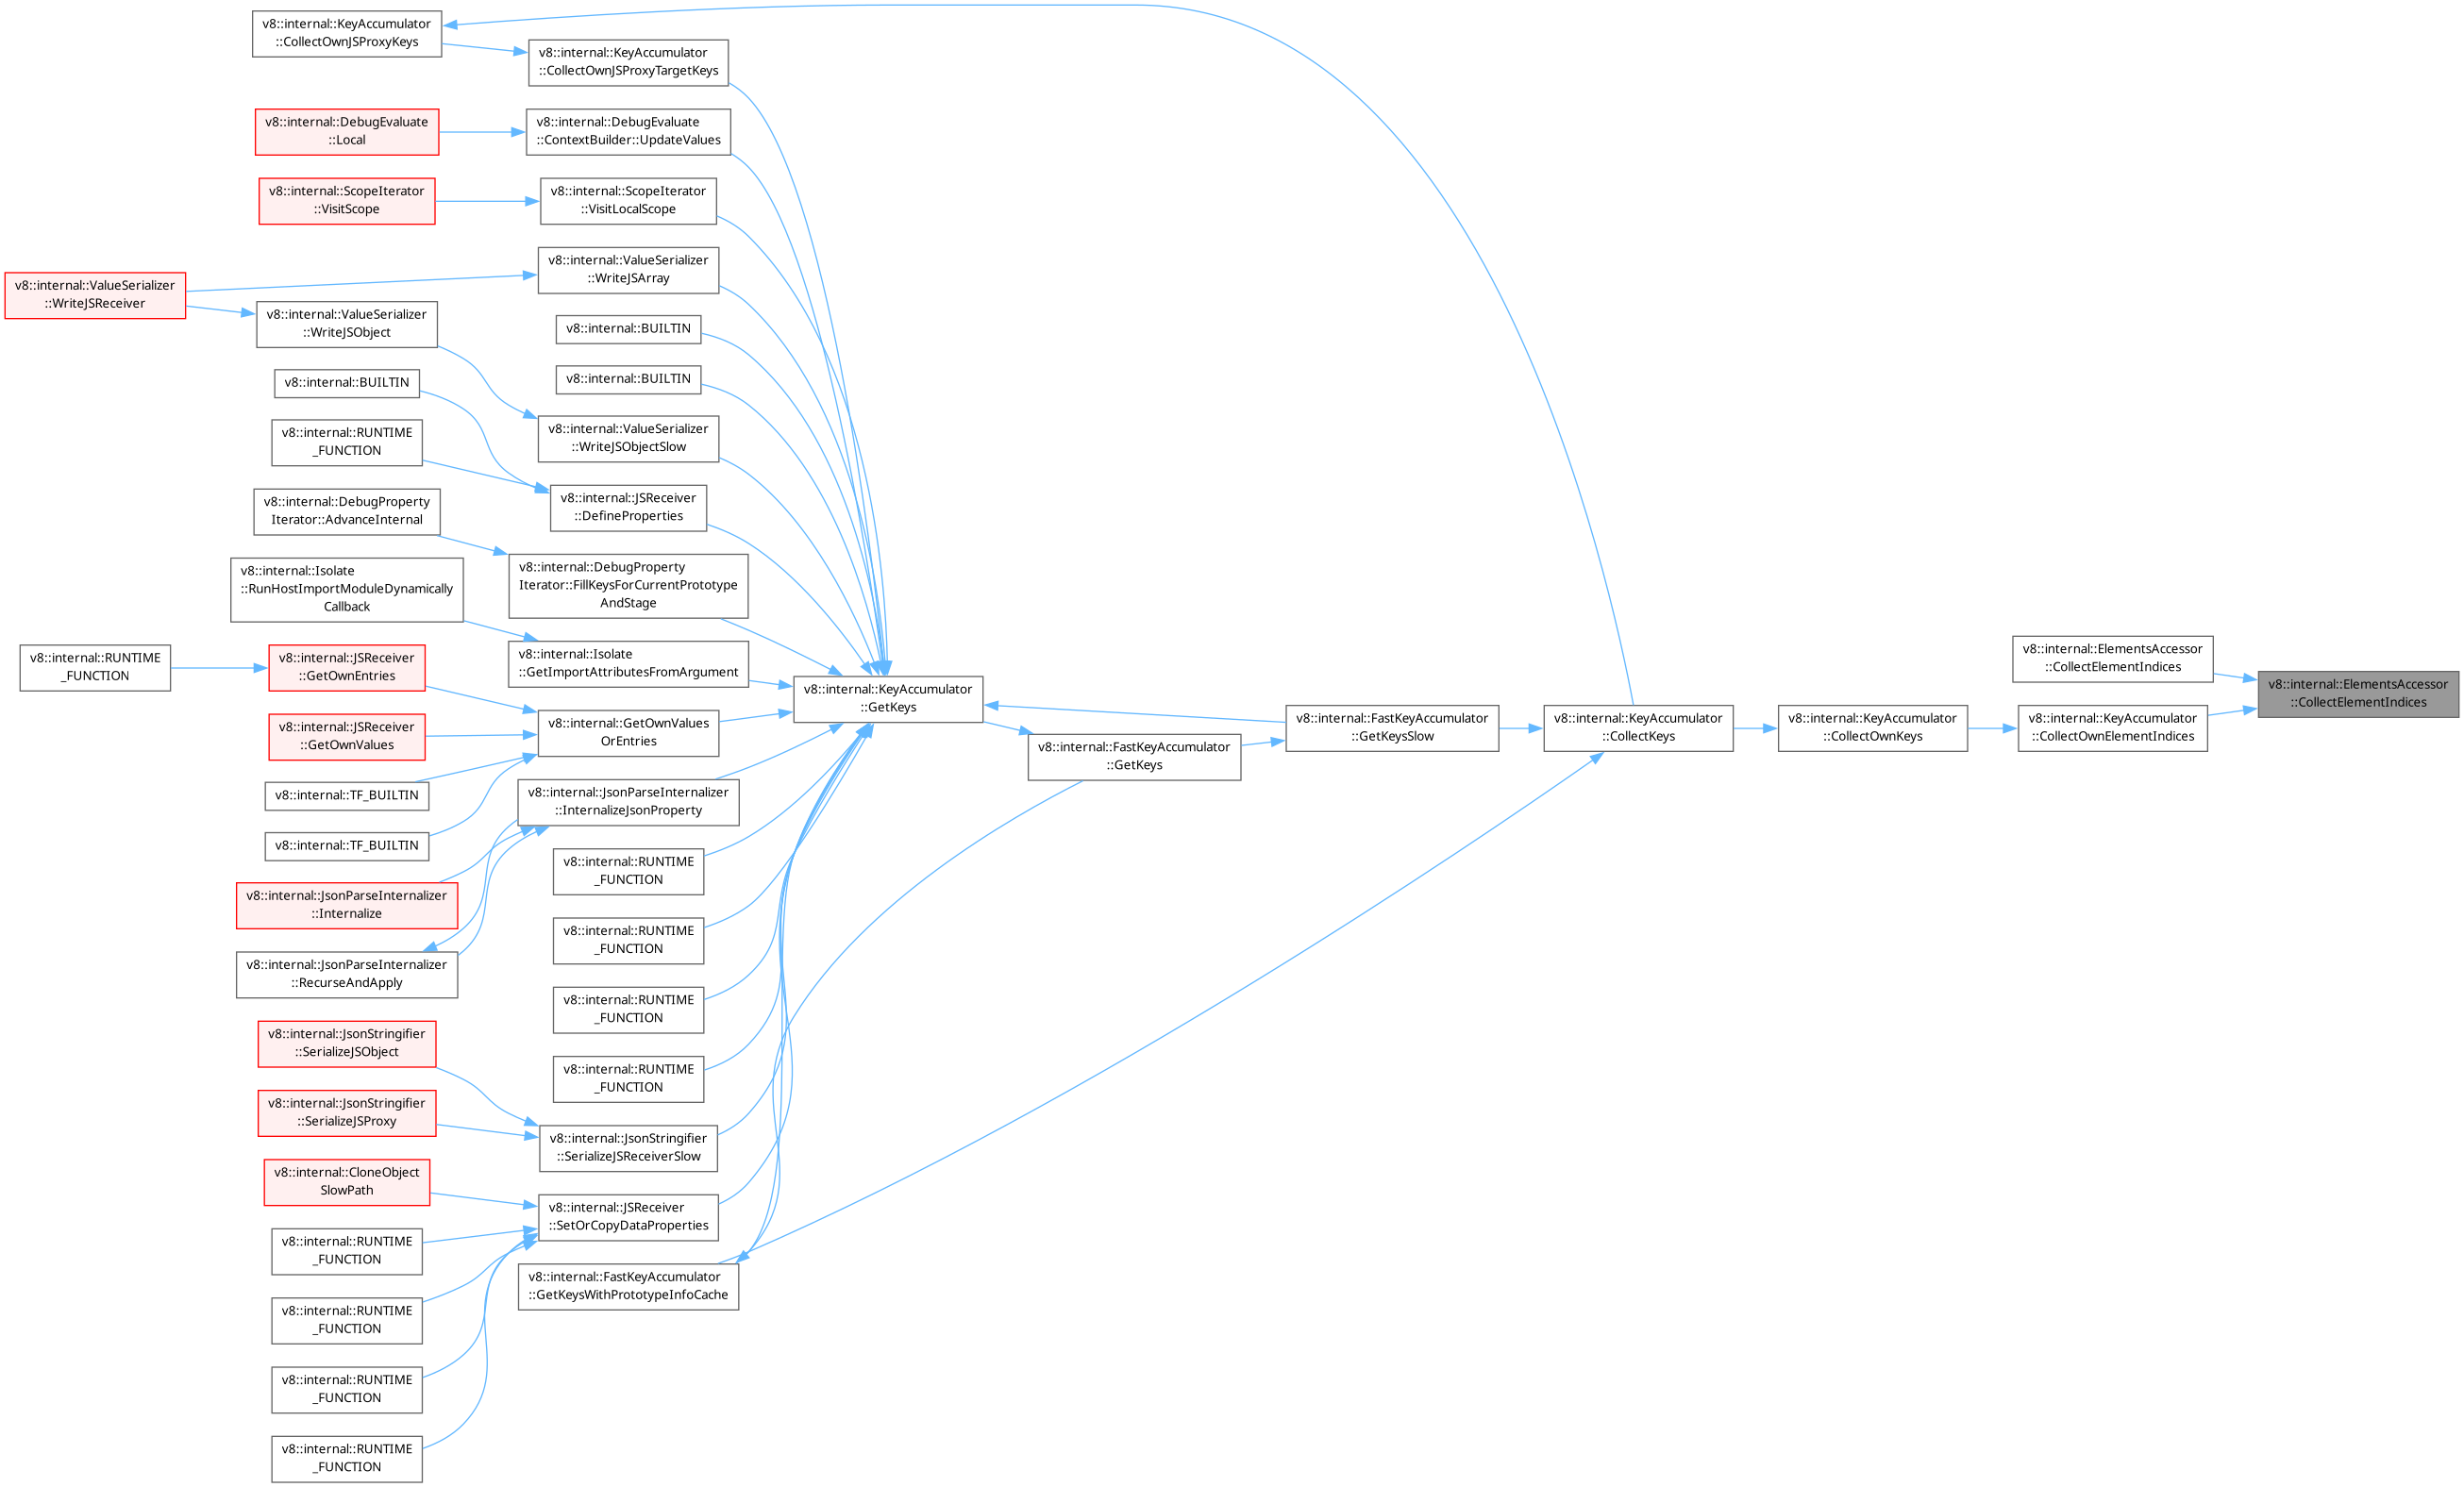 v8::internal::KeyAccumulator
::CollectOwnJSProxyKeys
v8::internal::KeyAccumulator
::CollectOwnJSProxyTargetKeys
v8::internal::DebugEvaluate
::Local
v8::internal::DebugEvaluate
::ContextBuilder::UpdateValues
v8::internal::ScopeIterator
::VisitScope
v8::internal::ScopeIterator
::VisitLocalScope
v8::internal::ValueSerializer
::WriteJSReceiver
v8::internal::ValueSerializer
::WriteJSArray
v8::internal::ValueSerializer
::WriteJSObject
v8::internal::BUILTIN
v8::internal::BUILTIN
v8::internal::BUILTIN
v8::internal::RUNTIME
_FUNCTION
v8::internal::ValueSerializer
::WriteJSObjectSlow
v8::internal::DebugProperty
Iterator::AdvanceInternal
v8::internal::JSReceiver
::DefineProperties
v8::internal::Isolate
::RunHostImportModuleDynamically
Callback
v8::internal::DebugProperty
Iterator::FillKeysForCurrentPrototype
AndStage
v8::internal::RUNTIME
_FUNCTION
v8::internal::JSReceiver
::GetOwnEntries
v8::internal::Isolate
::GetImportAttributesFromArgument
v8::internal::KeyAccumulator
::GetKeys
v8::internal::FastKeyAccumulator
::GetKeys
v8::internal::FastKeyAccumulator
::GetKeysSlow
v8::internal::KeyAccumulator
::CollectKeys
v8::internal::KeyAccumulator
::CollectOwnKeys
v8::internal::ElementsAccessor
::CollectElementIndices
v8::internal::KeyAccumulator
::CollectOwnElementIndices
v8::internal::ElementsAccessor
::CollectElementIndices
v8::internal::JSReceiver
::GetOwnValues
v8::internal::GetOwnValues
OrEntries
v8::internal::TF_BUILTIN
v8::internal::TF_BUILTIN
v8::internal::JsonParseInternalizer
::InternalizeJsonProperty
v8::internal::JsonParseInternalizer
::Internalize
v8::internal::RUNTIME
_FUNCTION
v8::internal::JsonParseInternalizer
::RecurseAndApply
v8::internal::RUNTIME
_FUNCTION
v8::internal::RUNTIME
_FUNCTION
v8::internal::JsonStringifier
::SerializeJSObject
v8::internal::RUNTIME
_FUNCTION
v8::internal::JsonStringifier
::SerializeJSProxy
v8::internal::JsonStringifier
::SerializeJSReceiverSlow
v8::internal::CloneObject
SlowPath
v8::internal::JSReceiver
::SetOrCopyDataProperties
v8::internal::RUNTIME
_FUNCTION
v8::internal::FastKeyAccumulator
::GetKeysWithPrototypeInfoCache
v8::internal::RUNTIME
_FUNCTION
v8::internal::RUNTIME
_FUNCTION
v8::internal::RUNTIME
_FUNCTION